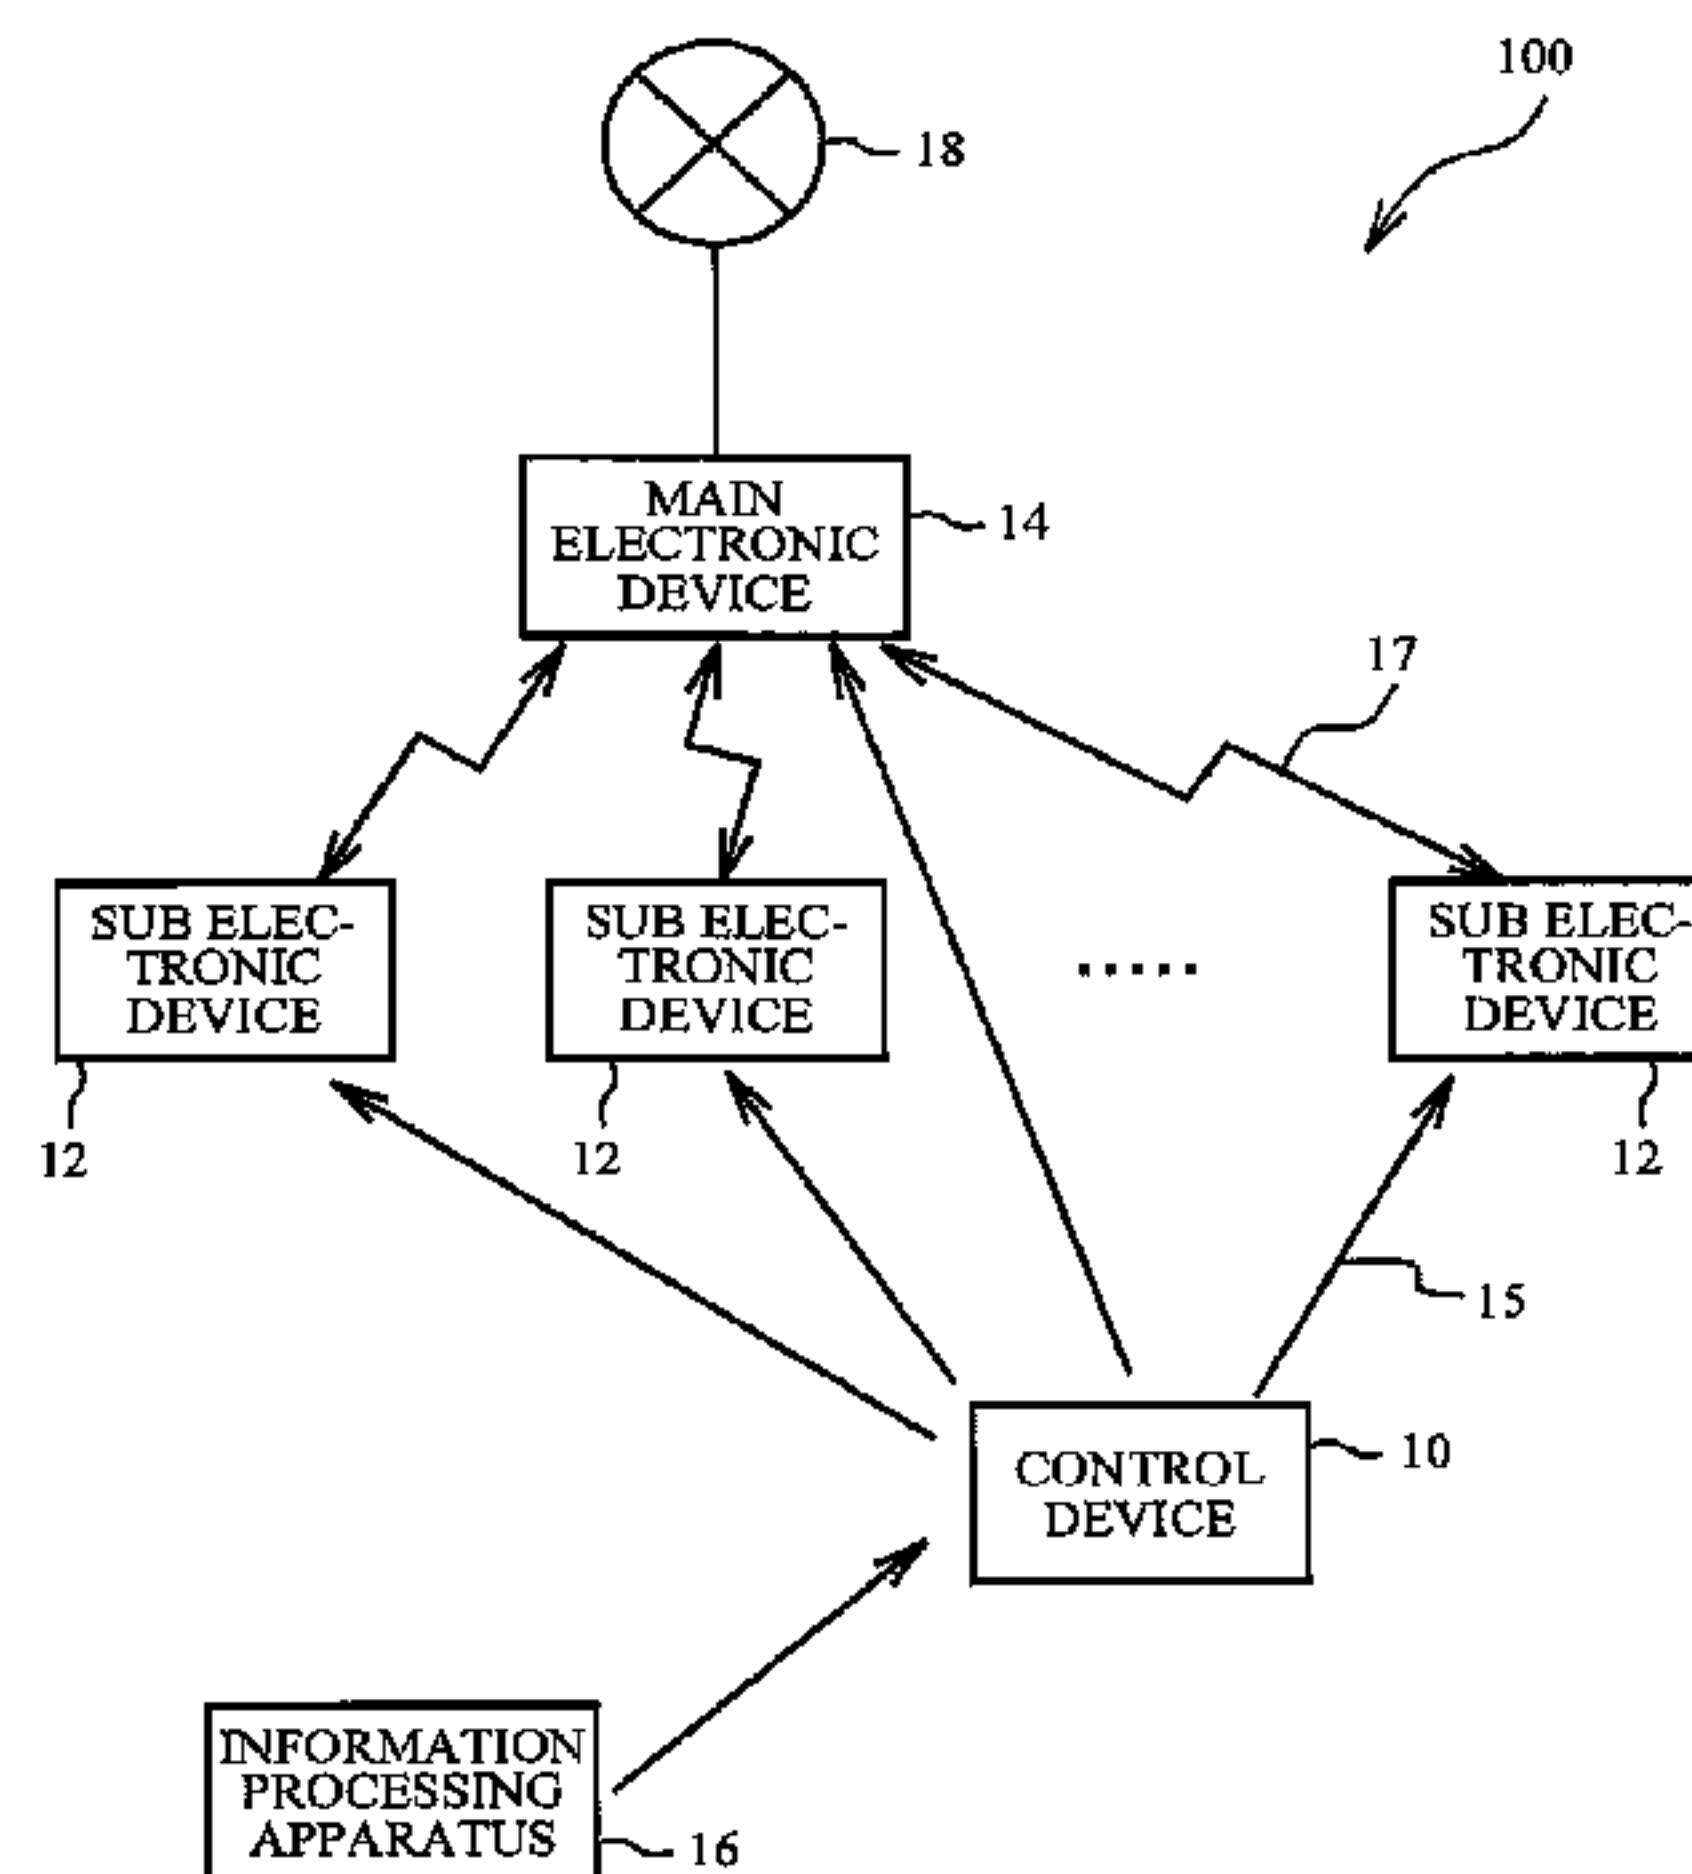 100
18
MAIN
ELECTRONIC
DEVICE
14
17
SUB ELEC-
TRONIC
DEVICE
12
SUB ELEC-
TRONIC
DEVICE
12
.....
SUB ELEC-
TRONIC
DEVICE
12
15
CONTROL
DEVICE
10
INFORMATION
PROCESSING
APPARATUS
16